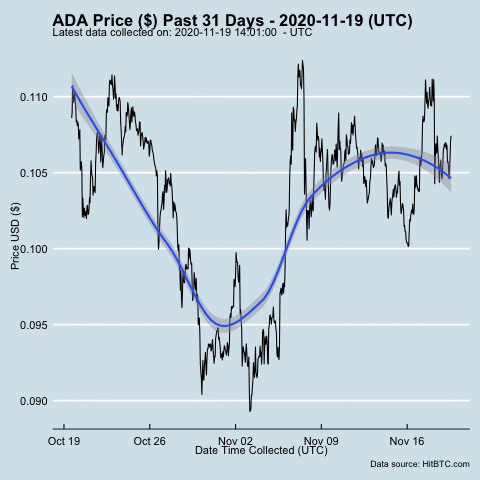 ADA Price ($) Past 31 Days - 2020-11-19 (UTC)
Latest data collected on: 2020-11-19 14:01:00 - UTC
0.110
0.105
0.100
0.095
0.090
Price USD ($)
Oct 19 Oct 26 Nov 02 Nov 09 Nov 16
Date Time Collected (UTC)
Data source: HitBTC.com